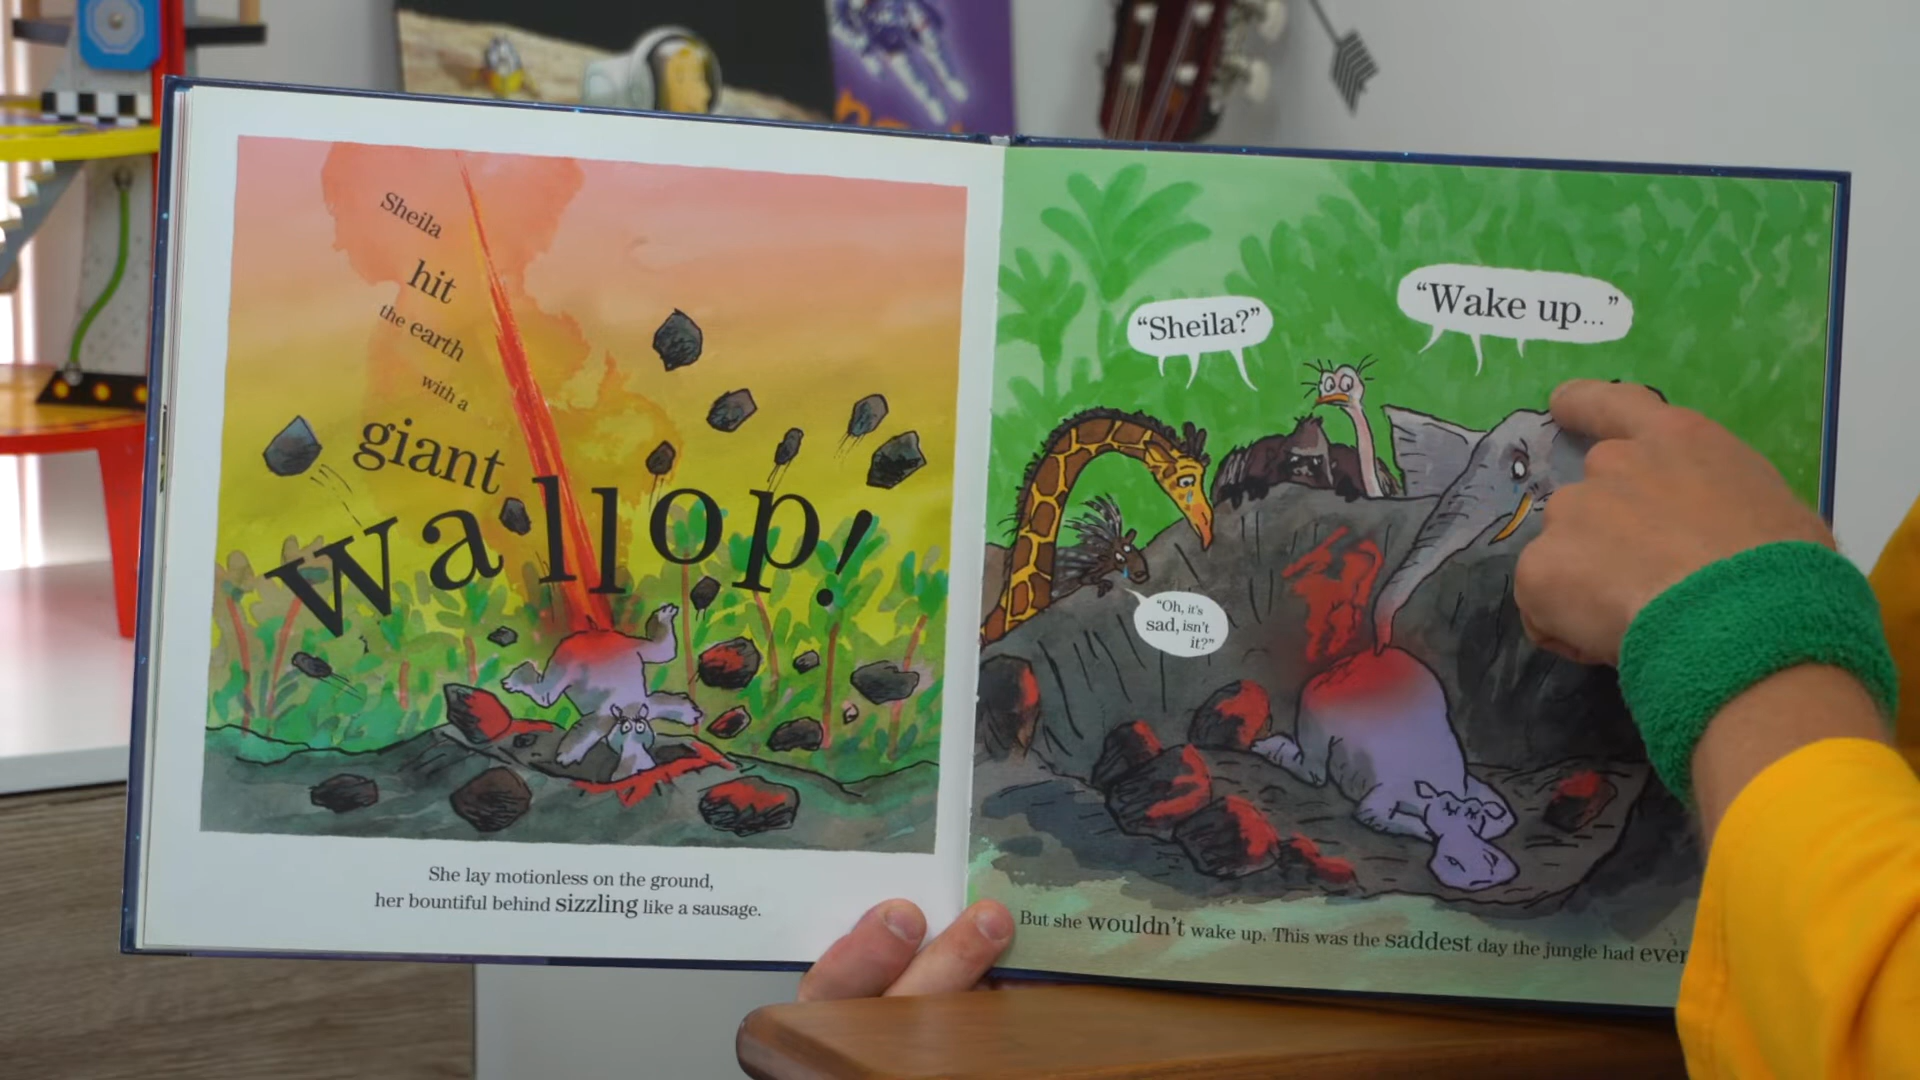 Sheila
hit
the earth
with a
giant
wallop!
She lay motionless on the ground,
her bountiful behind sizzling like a sausage.
“Sheila?”
“Wake up...”
“Oh, it's
sad, isn't
it?”
But she wouldn't wake up. This was the saddest day the jungle had ever